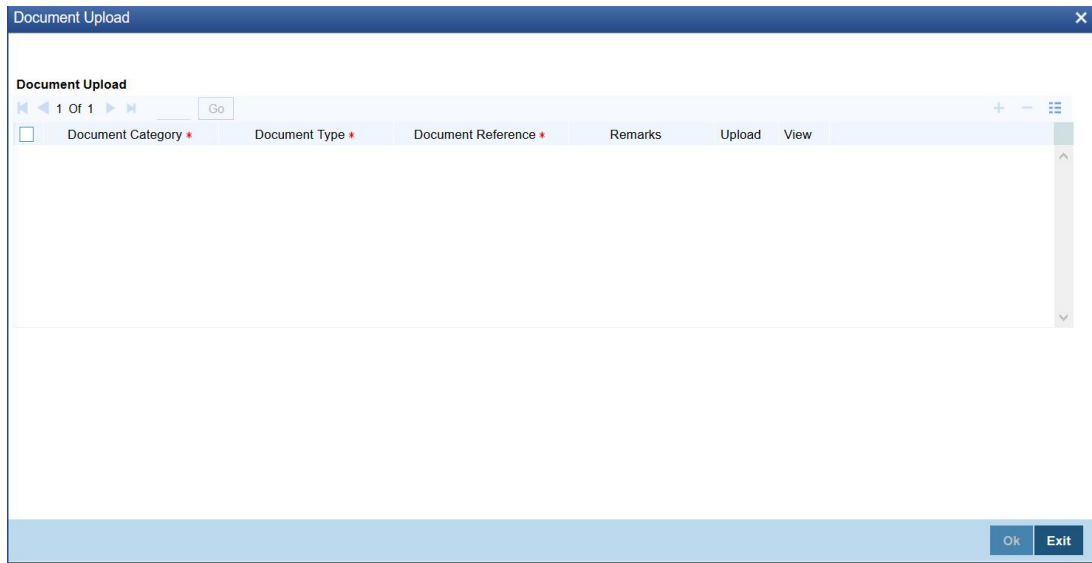 Document Upload
Document Upload
1 Of 1 Go
Document Category * Document Type * Document Reference * Remarks Upload View
Ok Exit